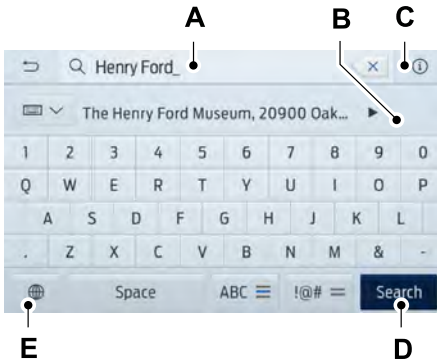 A B C
Henry Ford_
The Henry Ford Museum, 20900 Oak...
1 2 3 4 5 6 7 8 9 0
Q W E R T Y U I O P
A S D F G H J K L
. Z X C V B N M & -
Space ABC !@# Search
E D